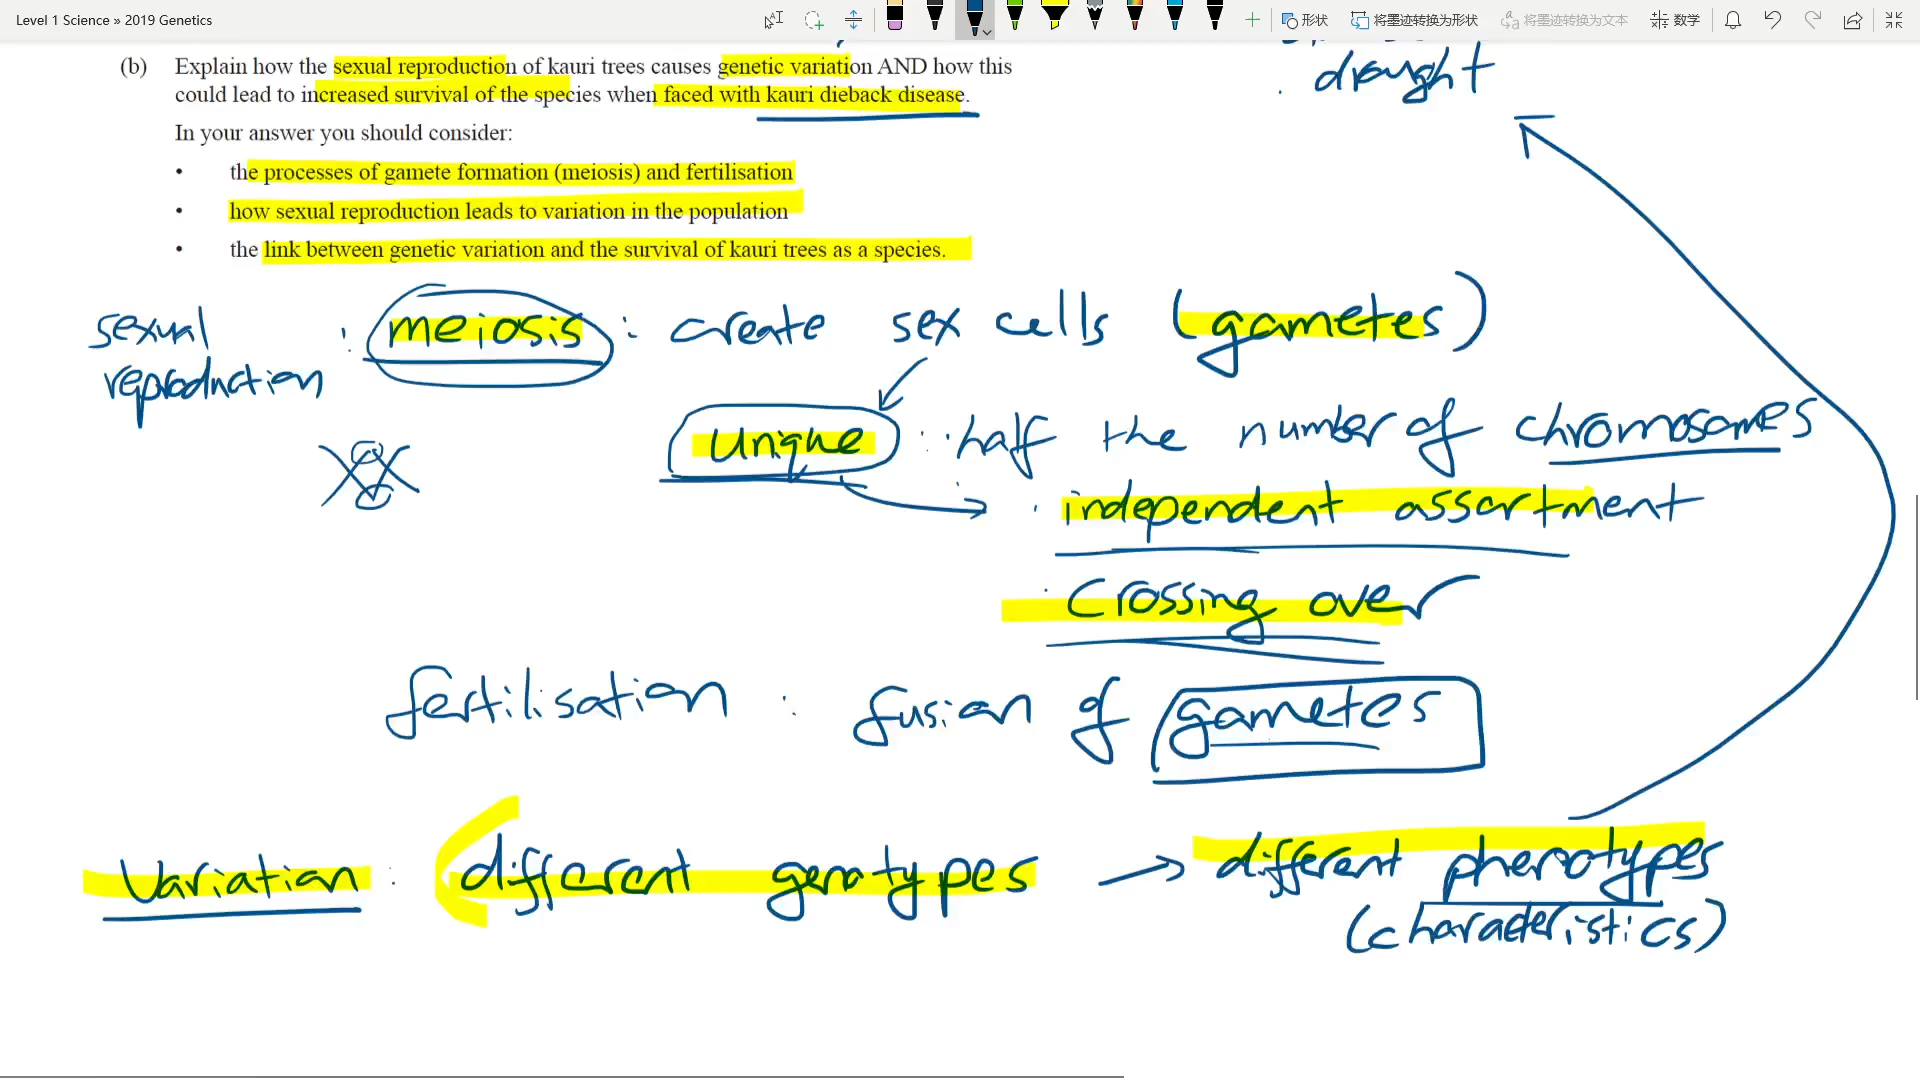 Level 1 Science » 2019 Genetics
形状
将墨迹转换为形状
将墨迹转换为文本
数学
drought
(b) Explain how the sexual reproduction of kauri trees causes genetic variation AND how this
could lead to increased survival of the species when faced with kauri dieback disease.
In your answer you should consider:
• the processes of gamete formation (meiosis) and fertilisation
• how sexual reproduction leads to variation in the population
• the link between genetic variation and the survival of kauri trees as a species.
sexual reproduction : meiosis : create sex cells (gametes)
unique : half the number of chromosomes
independent assortment
crossing over
fertilisation : fusion of gametes
Variation : different genotypes → different phenotypes
(characteristics)